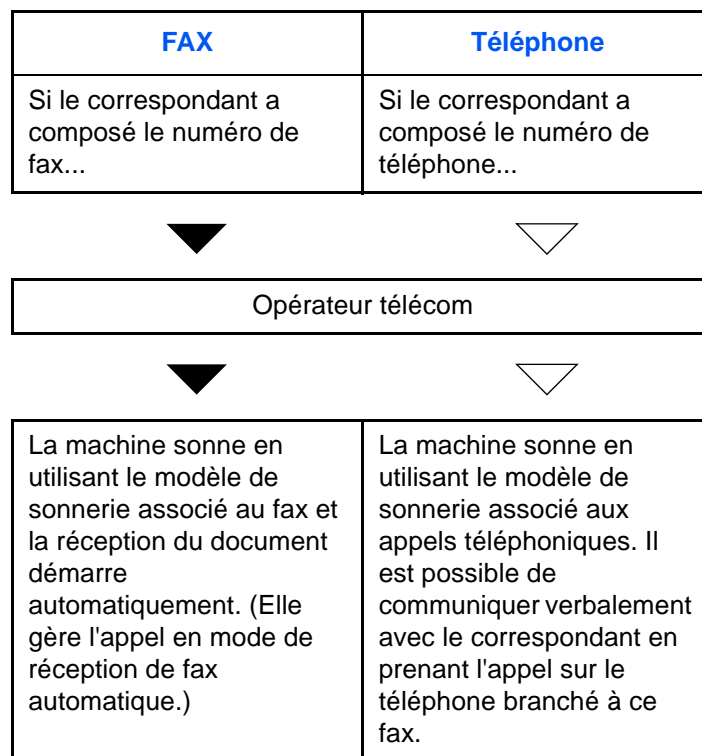 FAX
Téléphone
Si le correspondant a
composé le numéro de
fax...
Si le correspondant a
composé le numéro de
téléphone...
Opérateur télécom
La machine sonne en
utilisant le modèle de
sonnerie associé au fax et
la réception du document
démarre
automatiquement. (Elle
gère l'appel en mode de
réception de fax
automatique.)
La machine sonne en
utilisant le modèle de
sonnerie associé aux
appels téléphoniques. Il
est possible de
communiquer verbalement
avec le correspondant en
prenant l'appel sur le
téléphone branché à ce
fax.